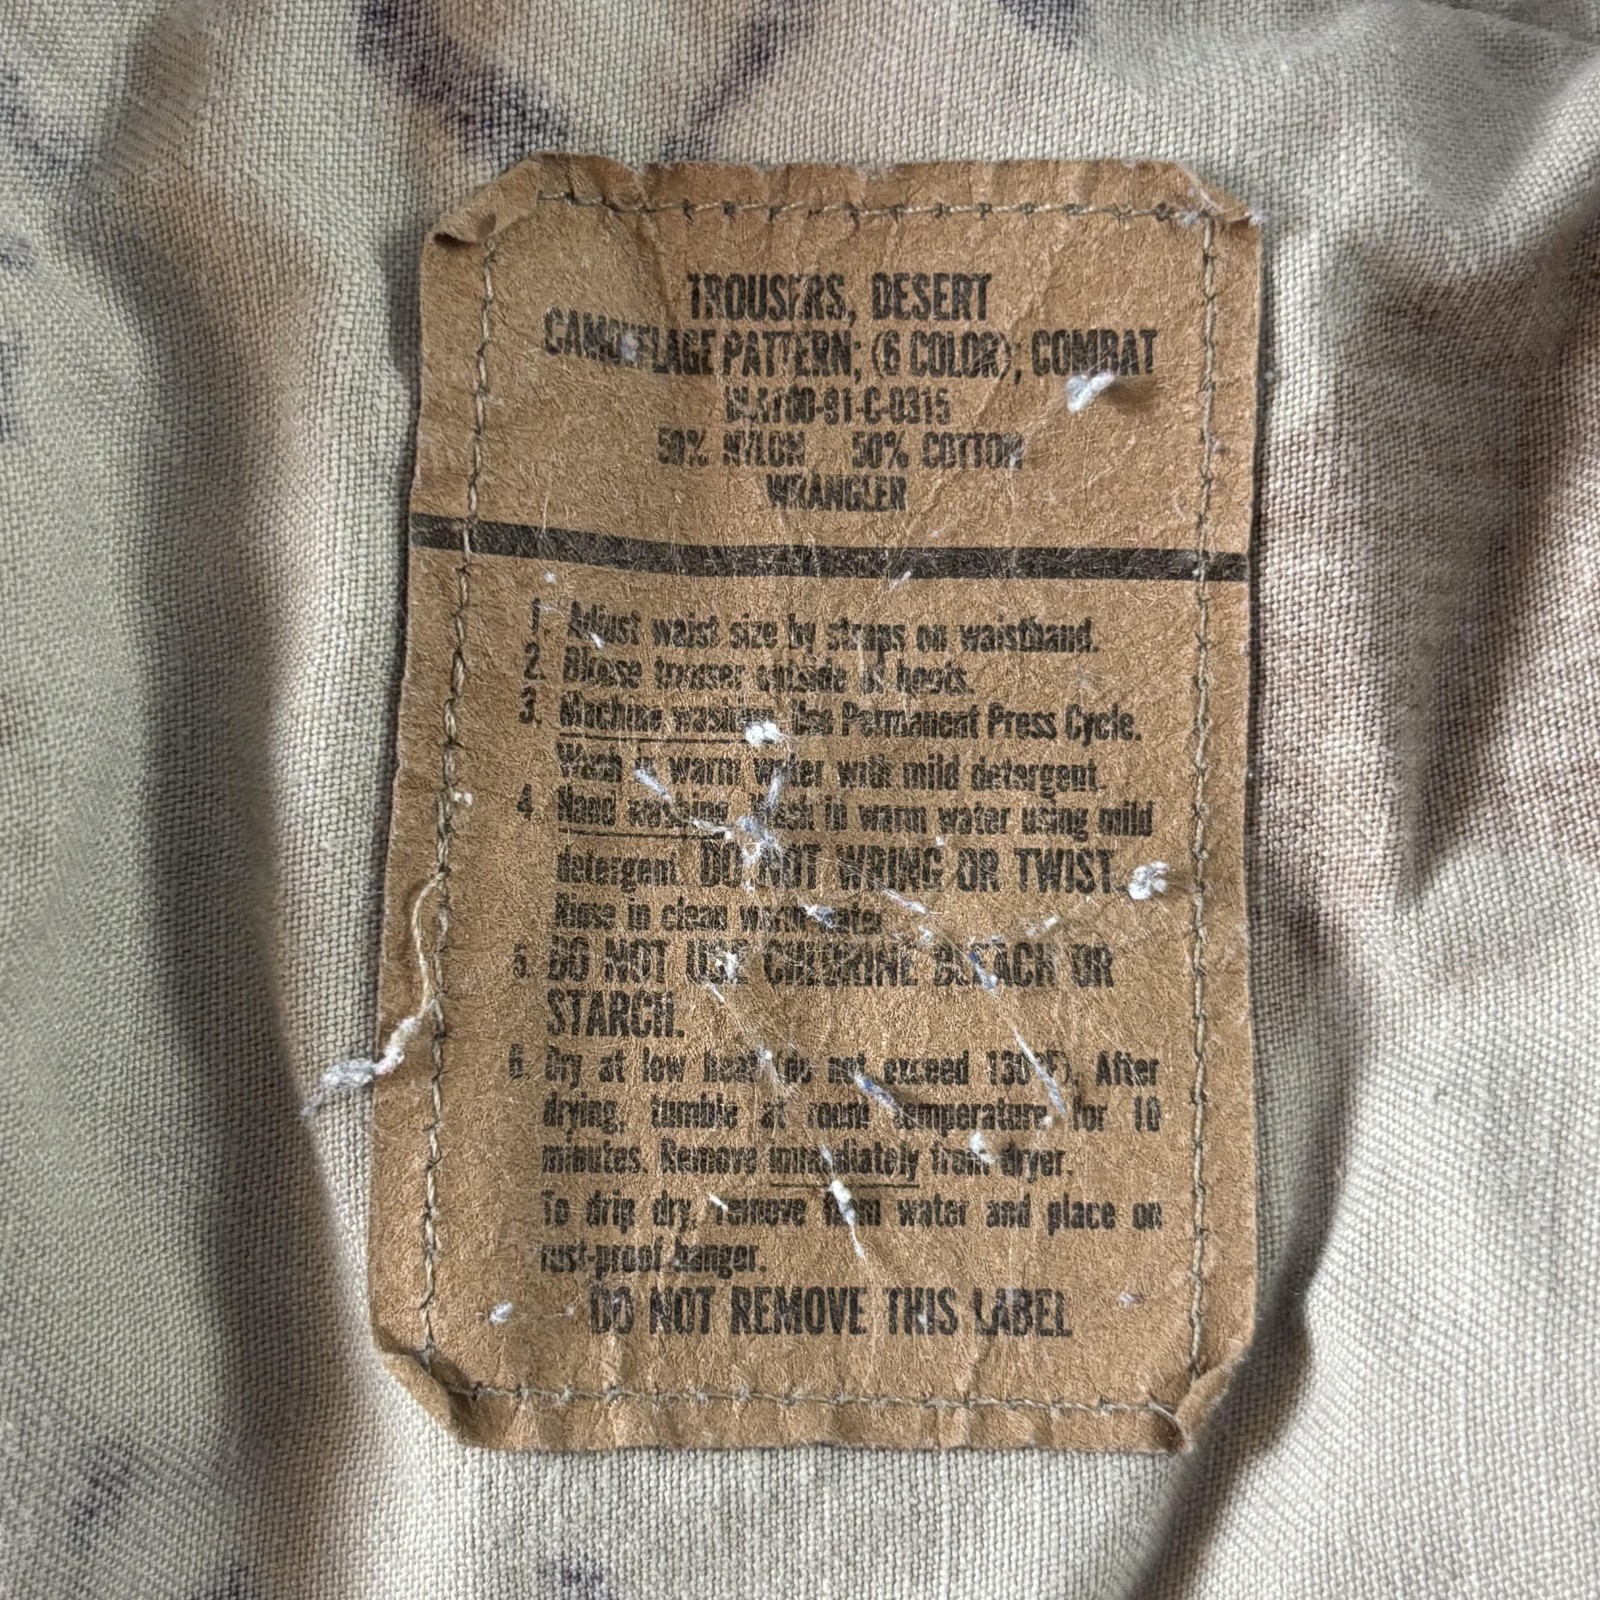 TROUSERS, DESERT
CAMOUFLAGE PATTERN; (6 COLOR); COMBAT
DLA100-91-C-0315
50% NYLON 50% COTTON
WRANGLER
1. Adjust waist size by straps on waistband.
2. Blouse trouser outside of boots.
3. Machine washing. Use Permanent Press Cycle.
Wash in warm water with mild detergent.
4. Hand washing. Wash in warm water using mild
detergent. DO NOT WRING OR TWIST.
Rinse in clean warm water
5. DO NOT USE CHLORINE BLEACH OR
STARCH.
6. Dry at low heat (do not exceed 130°F). After
drying, tumble at room temperature for 10
minutes. Remove immediately from dryer.
To drip dry, remove from water and place on
rust-proof hanger.
DO NOT REMOVE THIS LABEL